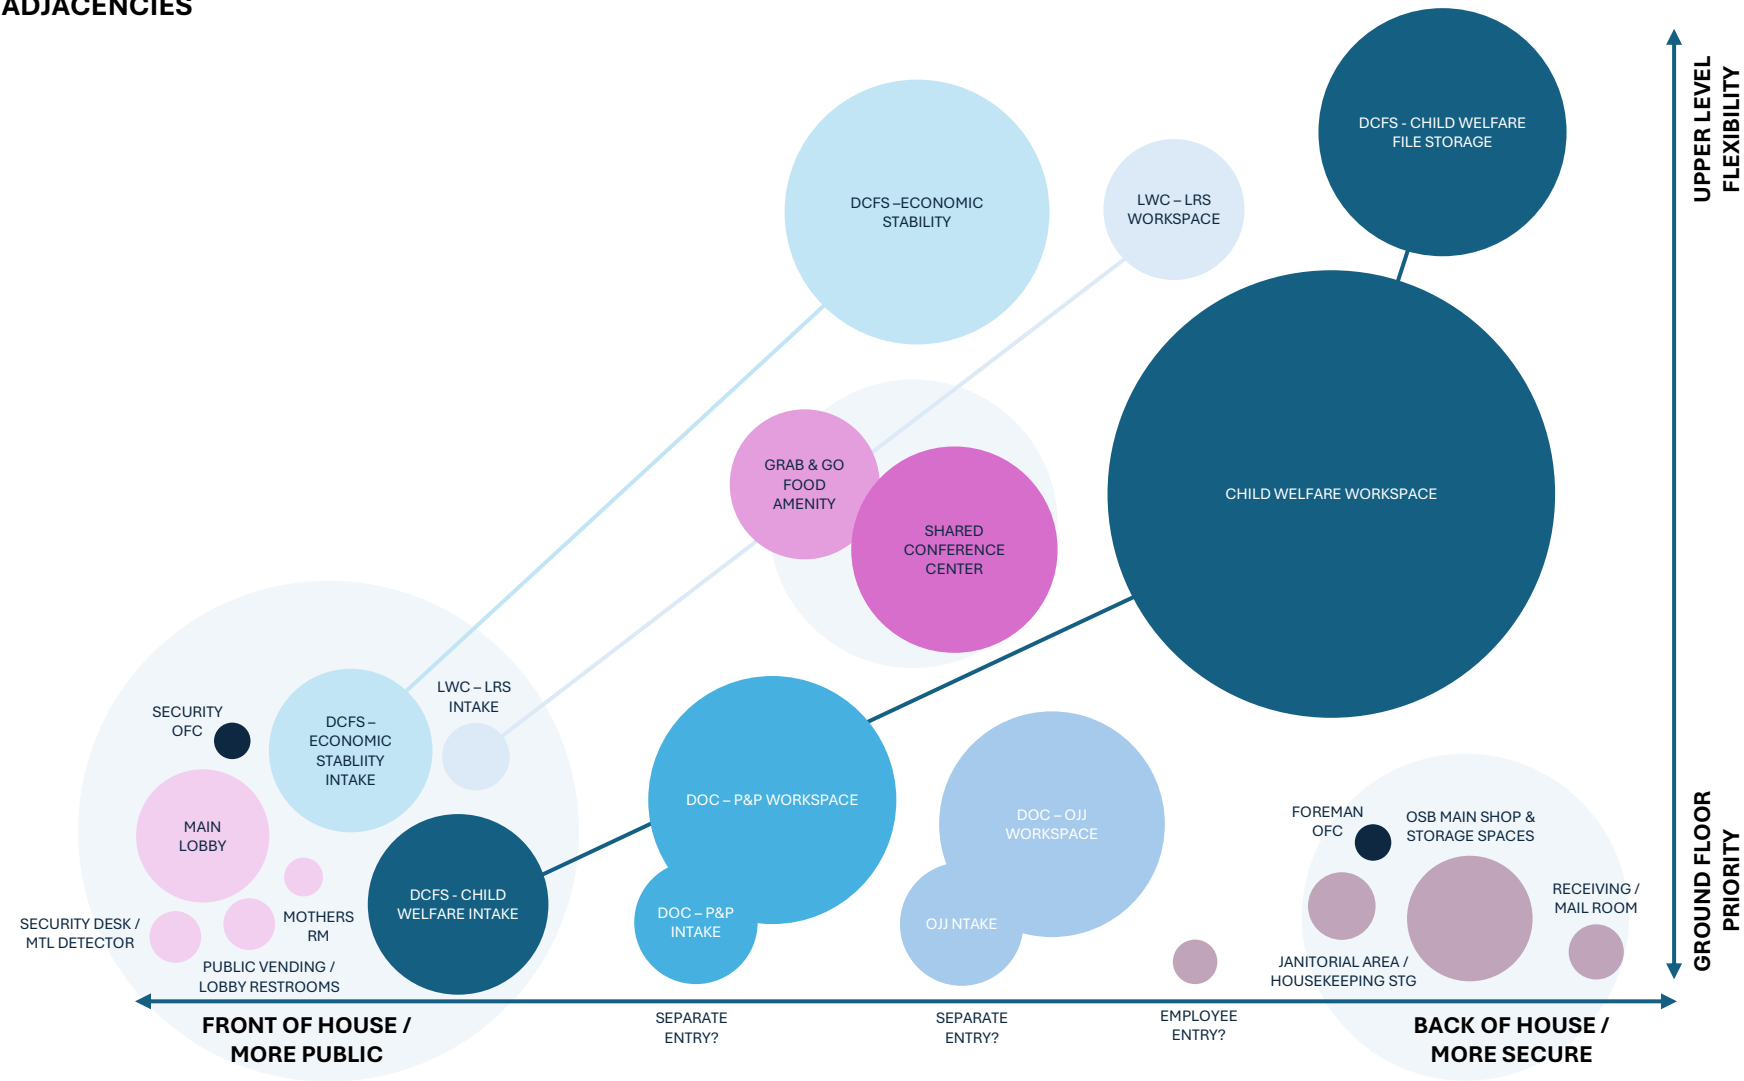 ADJACENCIES
UPPER LEVEL
FLEXIBILITY
DCFS - CHILD WELFARE
FILE STORAGE
DCFS –ECONOMIC
STABILITY
LWC – LRS
WORKSPACE
GRAB & GO
FOOD
AMENITY
SHARED
CONFERENCE
CENTER
CHILD WELFARE WORKSPACE
SECURITY
OFC
DCFS –
ECONOMIC
STABLIITY
INTAKE
LWC – LRS
INTAKE
MAIN
LOBBY
DCFS - CHILD
WELFARE INTAKE
SECURITY DESK /
MTL DETECTOR
MOTHERS
RM
PUBLIC VENDING /
LOBBY RESTROOMS
DOC – P&P WORKSPACE
DOC – P&P
INTAKE
DOC – OJJ
WORKSPACE
OJJ NTAKE
FOREMAN
OFC
OSB MAIN SHOP &
STORAGE SPACES
RECEIVING /
MAIL ROOM
JANITORIAL AREA /
HOUSEKEEPING STG
GROUND FLOOR
PRIORITY
FRONT OF HOUSE /
MORE PUBLIC
SEPARATE
ENTRY?
SEPARATE
ENTRY?
EMPLOYEE
ENTRY?
BACK OF HOUSE /
MORE SECURE